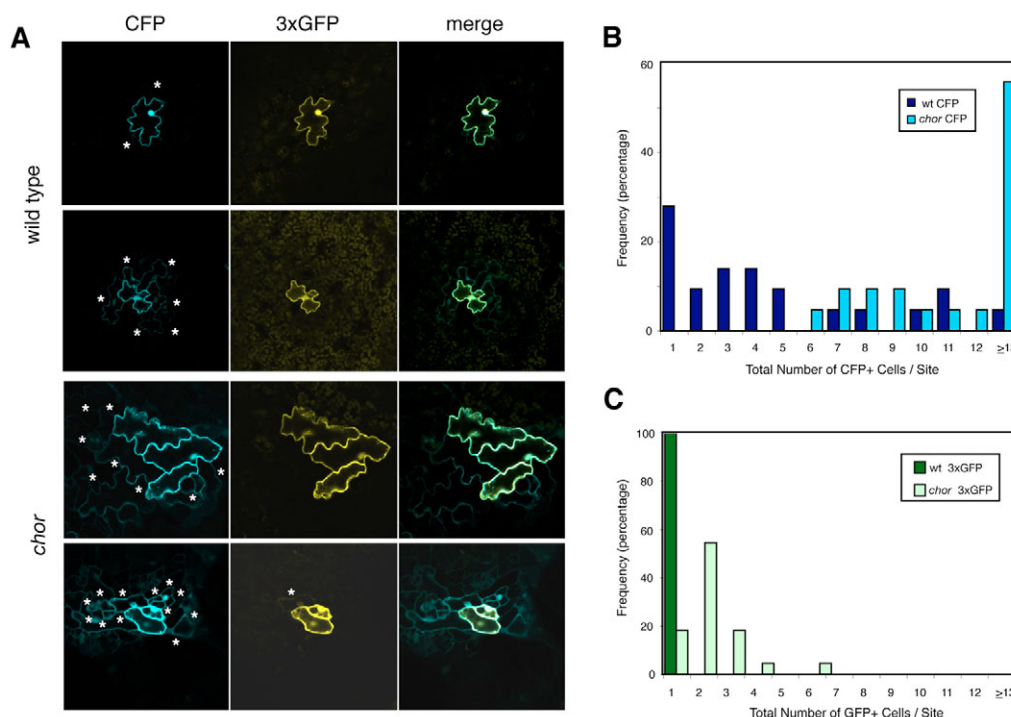 A
CFP 3xGFP merge
wild type
chor
B
60
40
20
0
Frequency (percentage)
wt CFP
chor CFP
1 2 3 4 5 6 7 8 9 10 11 12
Total Number of CFP+ Cells / Site
C
100
80
60
40
20
0
Frequency (percentage)
wt 3xGFP
chor 3xGFP
1 2 3 4 5 6 7 8 9 10 11 12
Total Number of GFP+ Cells / Site